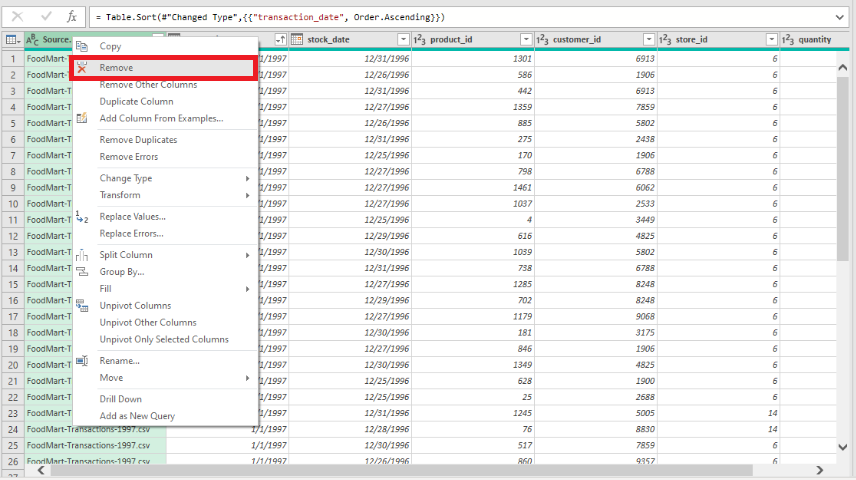 fx = Table.Sort(#"Changed Type",{{"transaction_date", Order.Ascending}})
ABC Source. stock_date 123 product_id 123 customer_id 123 store_id 123 quantity
Copy
1 FoodMart-T 1/1/1997 12/31/1996 1301 6913 6
Remove
2 FoodMart-T 1/1997 12/26/1996 586 1906 6
Remove Other Columns
3 FoodMart-T 1/1997 12/31/1996 442 6913 6
Duplicate Column
4 FoodMart-T 1/1997 12/27/1996 1359 7859 6
Add Column From Examples...
5 FoodMart-T 1/1997 12/26/1996 885 5802 6
Remove Duplicates
6 FoodMart-T 1/1997 12/31/1996 275 2438 6
Remove Errors
7 FoodMart-T 1/1997 12/25/1996 170 1906 6
8 FoodMart-T 1/1997 12/27/1996 798 6788 6
Change Type
9 FoodMart-T 1/1997 12/27/1996 1461 6062 6
Transform
10 FoodMart-T 1/1997 12/27/1996 1037 2533 6
Replace Values...
11 FoodMart-T 1/1997 12/25/1996 4 3449 6
Replace Errors...
12 FoodMart-T 1/1997 12/29/1996 616 4825 6
Split Column
13 FoodMart-T 1/1997 12/30/1996 1039 5802 6
Group By...
14 FoodMart-T 1/1997 12/31/1996 738 6788 6
Fill
15 FoodMart-T 1/1997 12/27/1996 1285 8248 6
Unpivot Columns
16 FoodMart-T 1/1997 12/29/1996 702 8248 6
Unpivot Other Columns
17 FoodMart-T 1/1997 12/27/1996 1179 9068 6
Unpivot Only Selected Columns
18 FoodMart-T 1/1997 12/30/1996 181 3175 6
19 FoodMart-T 1/1997 12/27/1996 846 1906 6
Rename...
20 FoodMart-T 1/1997 12/30/1996 1349 4825 6
Move
21 FoodMart-T 1/1997 12/25/1996 628 1900 6
Drill Down
22 FoodMart-T 1/1997 12/25/1996 25 2688 6
Add as New Query
23 FoodMart-T 1/1997 12/31/1996 1245 5005 14
24 FoodMart-Transactions-1997.csv 1/1/1997 12/28/1996 76 8830 14
25 FoodMart-Transactions-1997.csv 1/1/1997 12/30/1996 517 7859 6
26 FoodMart-Transactions-1997.csv 1/1/1997 12/26/1996 860 9357 6